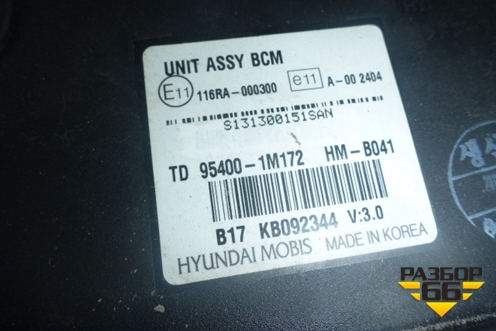 UNIT ASSY BCM
E11 116RA-000300 e11 A-00 2404
S131300151SAN
TD 95400-1M172 HM-B041
B17 KB092344 V:3.0
HYUNDAI MOBIS MADE IN KOREA
РАЗБОР
66